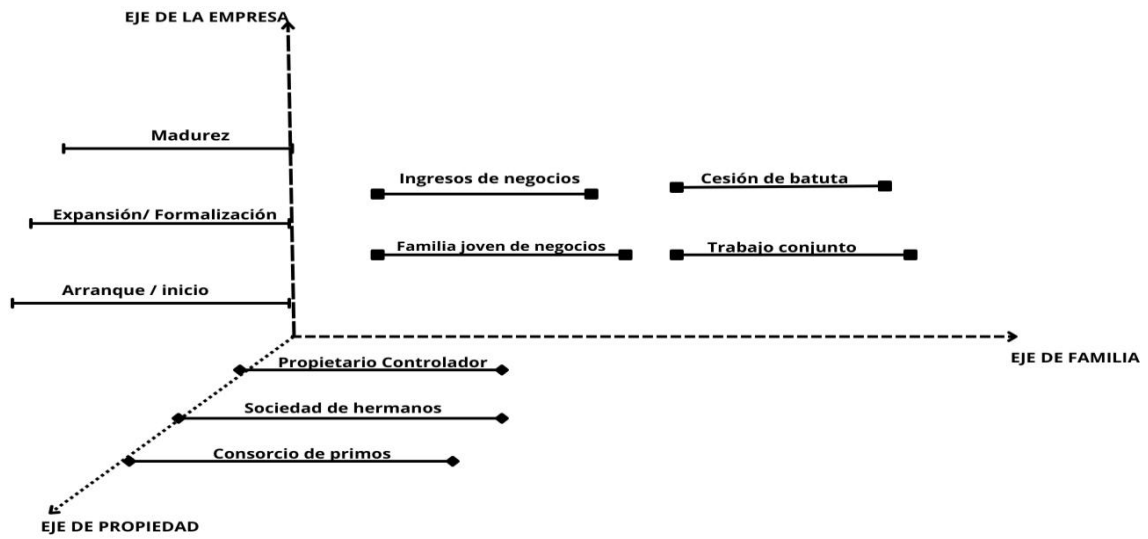 EJE DE LA EMPRESA
Madurez
Ingresos de negocios
Cesión de batuta
Expansión/ Formalización
Familia joven de negocios
Trabajo conjunto
Arranque / inicio
EJE DE FAMILIA
Propietario Controlador
Sociedad de hermanos
Consorcio de primos
EJE DE PROPIEDAD